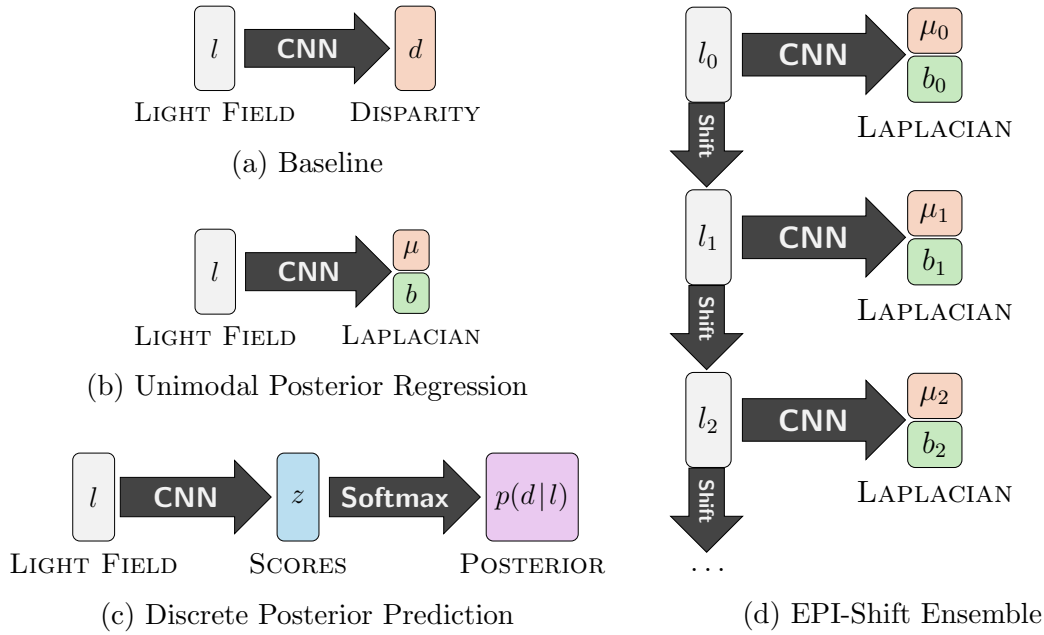 l CNN d
LIGHT FIELD DISPARITY
(a) Baseline
l CNN μ
b
LIGHT FIELD LAPLACIAN
(b) Unimodal Posterior Regression
l CNN z Softmax p(d|l)
LIGHT FIELD SCORES POSTERIOR
(c) Discrete Posterior Prediction
l₀ CNN μ₀
b₀
LAPLACIAN
Shift
l₁ CNN μ₁
b₁
LAPLACIAN
Shift
l₂ CNN μ₂
b₂
LAPLACIAN
Shift
...
(d) EPI-Shift Ensemble